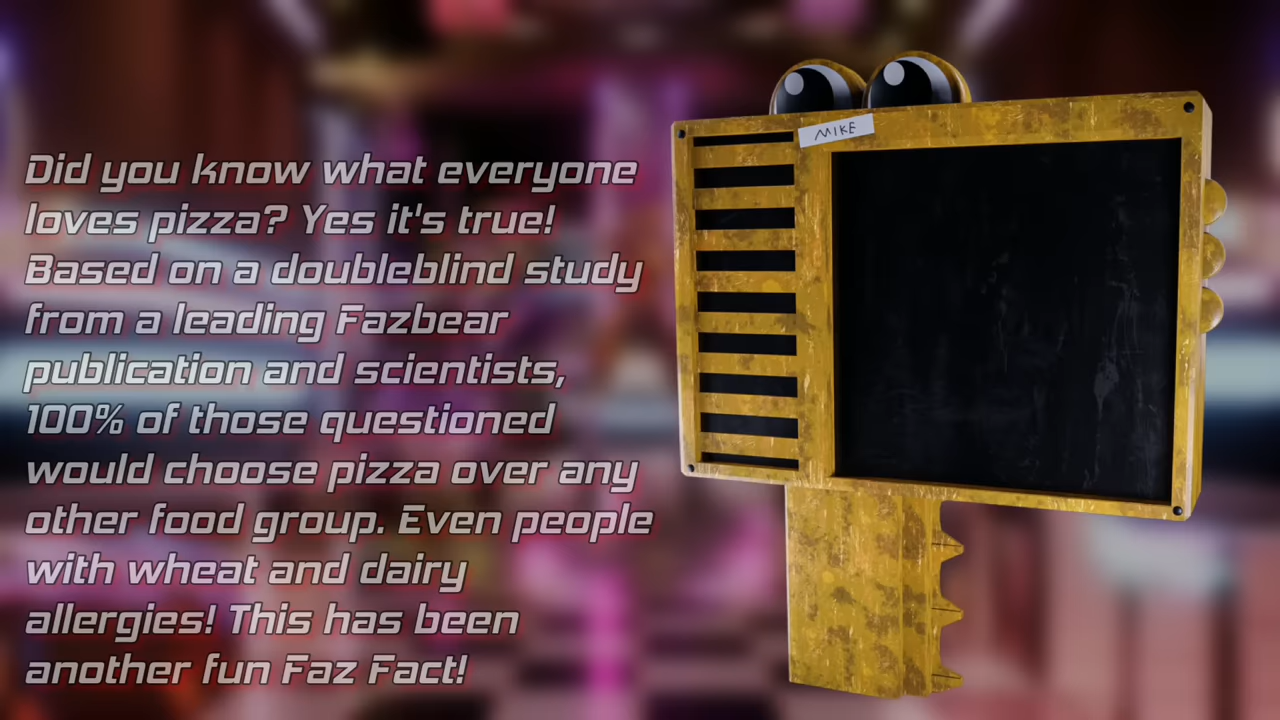 Did you know what everyone
loves pizza? Yes it's true!
Based on a doubleblind study
from a leading Fazbear
publication and scientists,
100% of those questioned
would choose pizza over any
other food group. Even people
with wheat and dairy
allergies! This has been
another fun Faz Fact!
MIKE